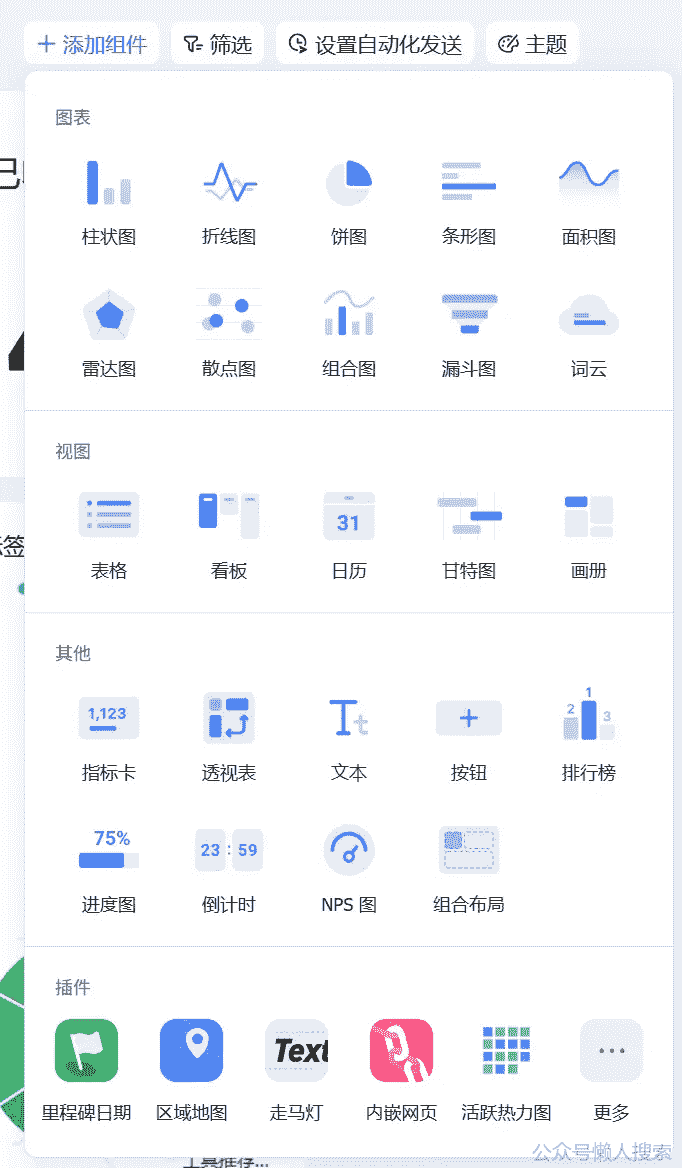 添加组件 筛选 设置自动化发送 主题
图表
柱状图 折线图 饼图 条形图 面积图
雷达图 散点图 组合图 漏斗图 词云
视图
31
表格 看板 日历 甘特图 画册
其他
1,123 Tt 1 2 3
指标卡 透视表 文本 按钮 排行榜
75% 23 : 59
进度图 倒计时 NPS 图 组合布局
插件
Text
里程碑日期 区域地图 走马灯 内嵌网页 活跃热力图 更多
公众号懒人搜索